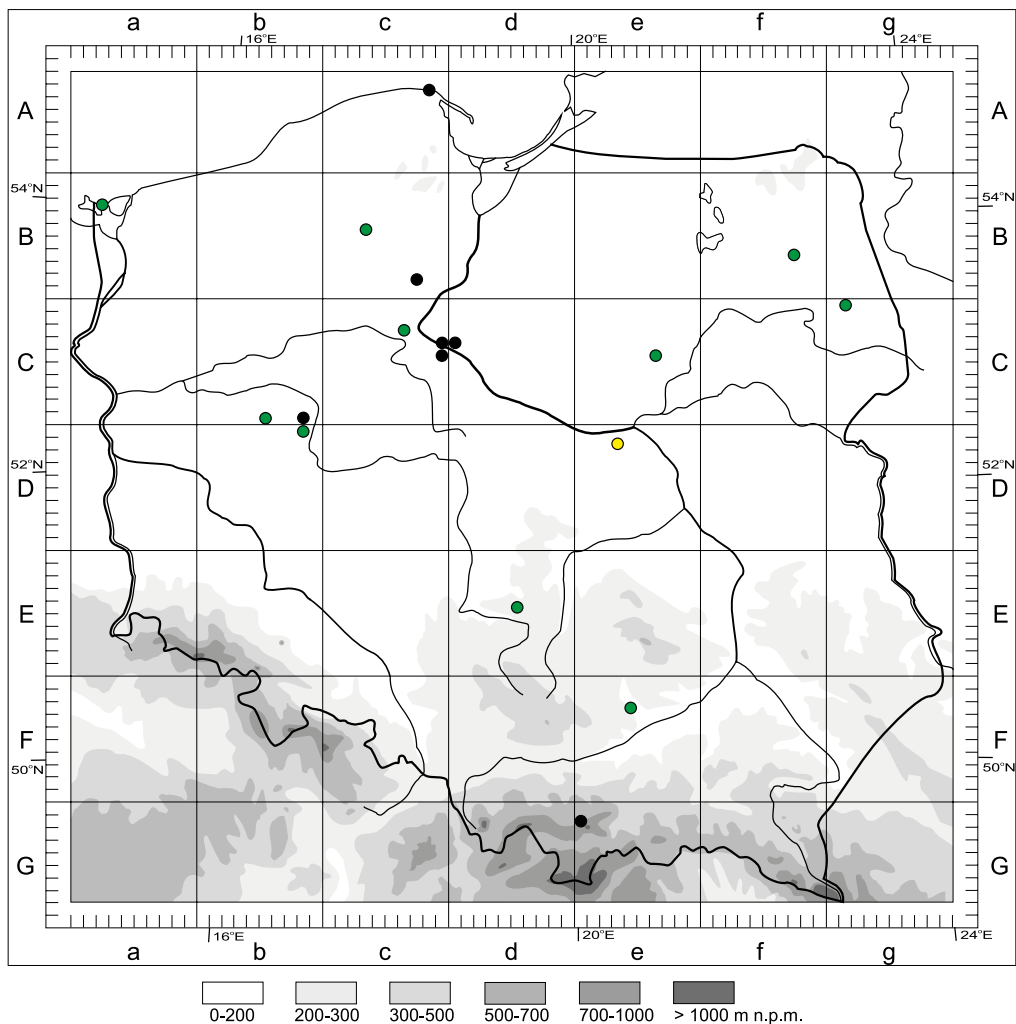 a b c d e f g
16°E 20°E 24°E
A A
54°N 54°N
B B
C C
52°N 52°N
D D
E E
F F
50°N 50°N
G G
16°E 20°E 24°E
a b c d e f g
0-200 200-300 300-500 500-700 700-1000 > 1000 m n.p.m.